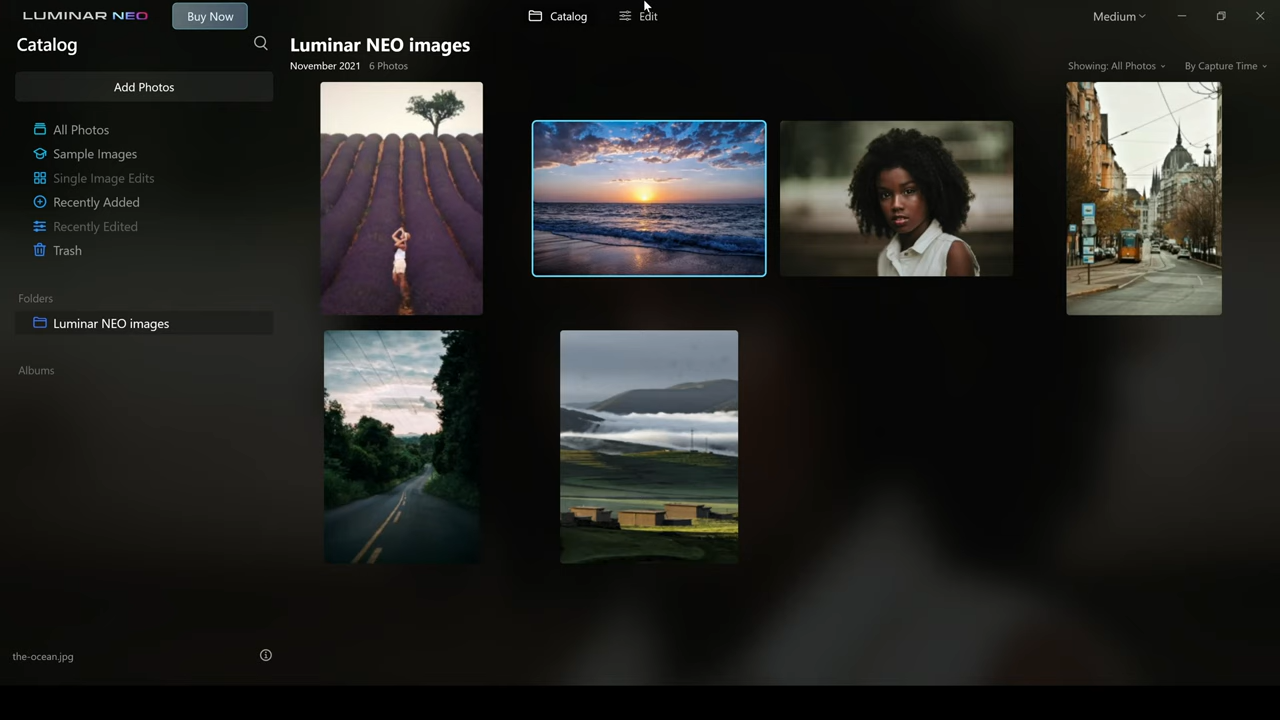 LUMINAR NEO
Buy Now
Catalog
Edit
Medium
Catalog
Luminar NEO images
November 2021 6 Photos
Showing: All Photos
By Capture Time
Add Photos
All Photos
Sample Images
Single Image Edits
Recently Added
Recently Edited
Trash
Folders
Luminar NEO images
Albums
the-ocean.jpg